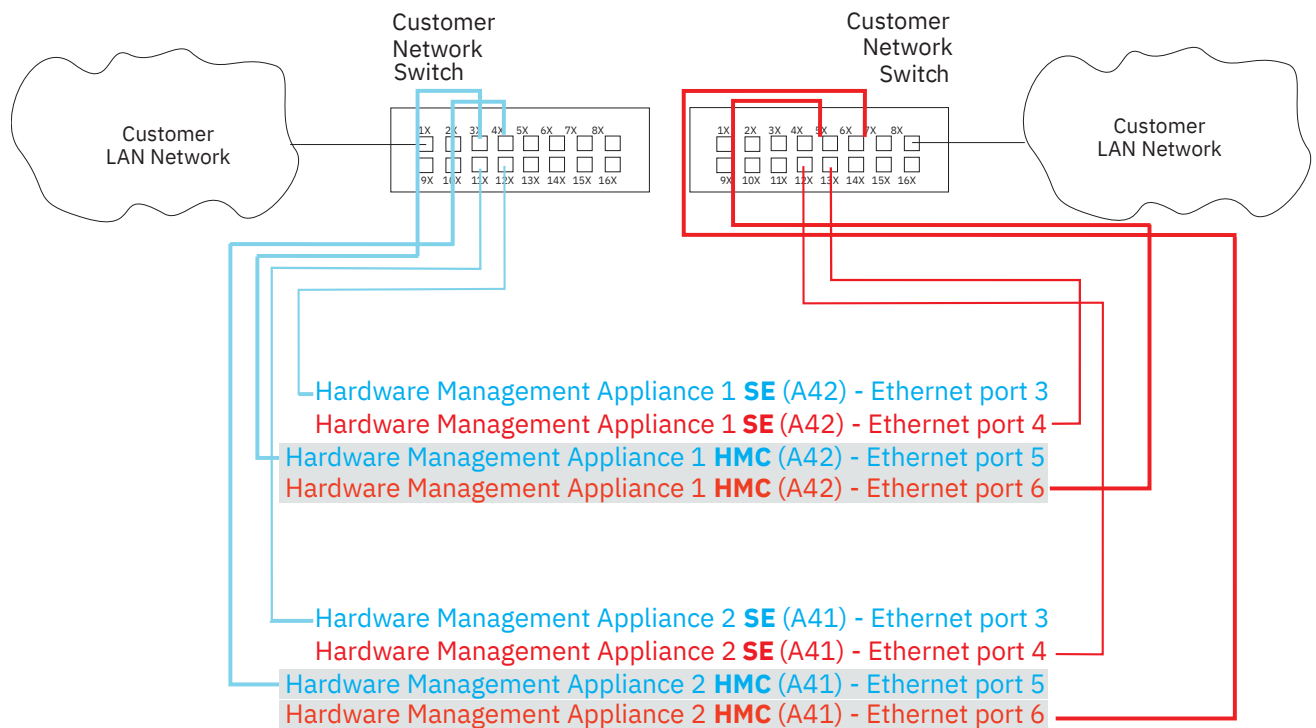 Customer
Network
Switch
Customer
Network
Switch
Customer
LAN Network
Customer
LAN Network
1X 2X 3X 4X 5X 6X 7X 8X
9X 10X 11X 12X 13X 14X 15X 16X
1X 2X 3X 4X 5X 6X 7X 8X
9X 10X 11X 12X 13X 14X 15X 16X
Hardware Management Appliance 1 SE (A42) - Ethernet port 3
Hardware Management Appliance 1 SE (A42) - Ethernet port 4
Hardware Management Appliance 1 HMC (A42) - Ethernet port 5
Hardware Management Appliance 1 HMC (A42) - Ethernet port 6
Hardware Management Appliance 2 SE (A41) - Ethernet port 3
Hardware Management Appliance 2 SE (A41) - Ethernet port 4
Hardware Management Appliance 2 HMC (A41) - Ethernet port 5
Hardware Management Appliance 2 HMC (A41) - Ethernet port 6